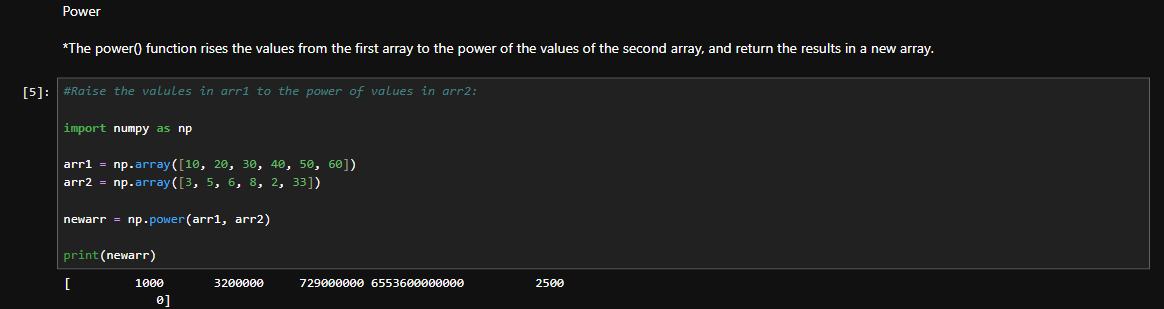 Power
*The power() function rises the values from the first array to the power of the values of the second array, and return the results in a new array.
[5]: #Raise the valules in arr1 to the power of values in arr2:
import numpy as np
arr1 = np.array([10, 20, 30, 40, 50, 60])
arr2 = np.array([3, 5, 6, 8, 2, 33])
newarr = np.power(arr1, arr2)
print(newarr)
[         1000       3200000     729000000 6553600000000          2500
             0]